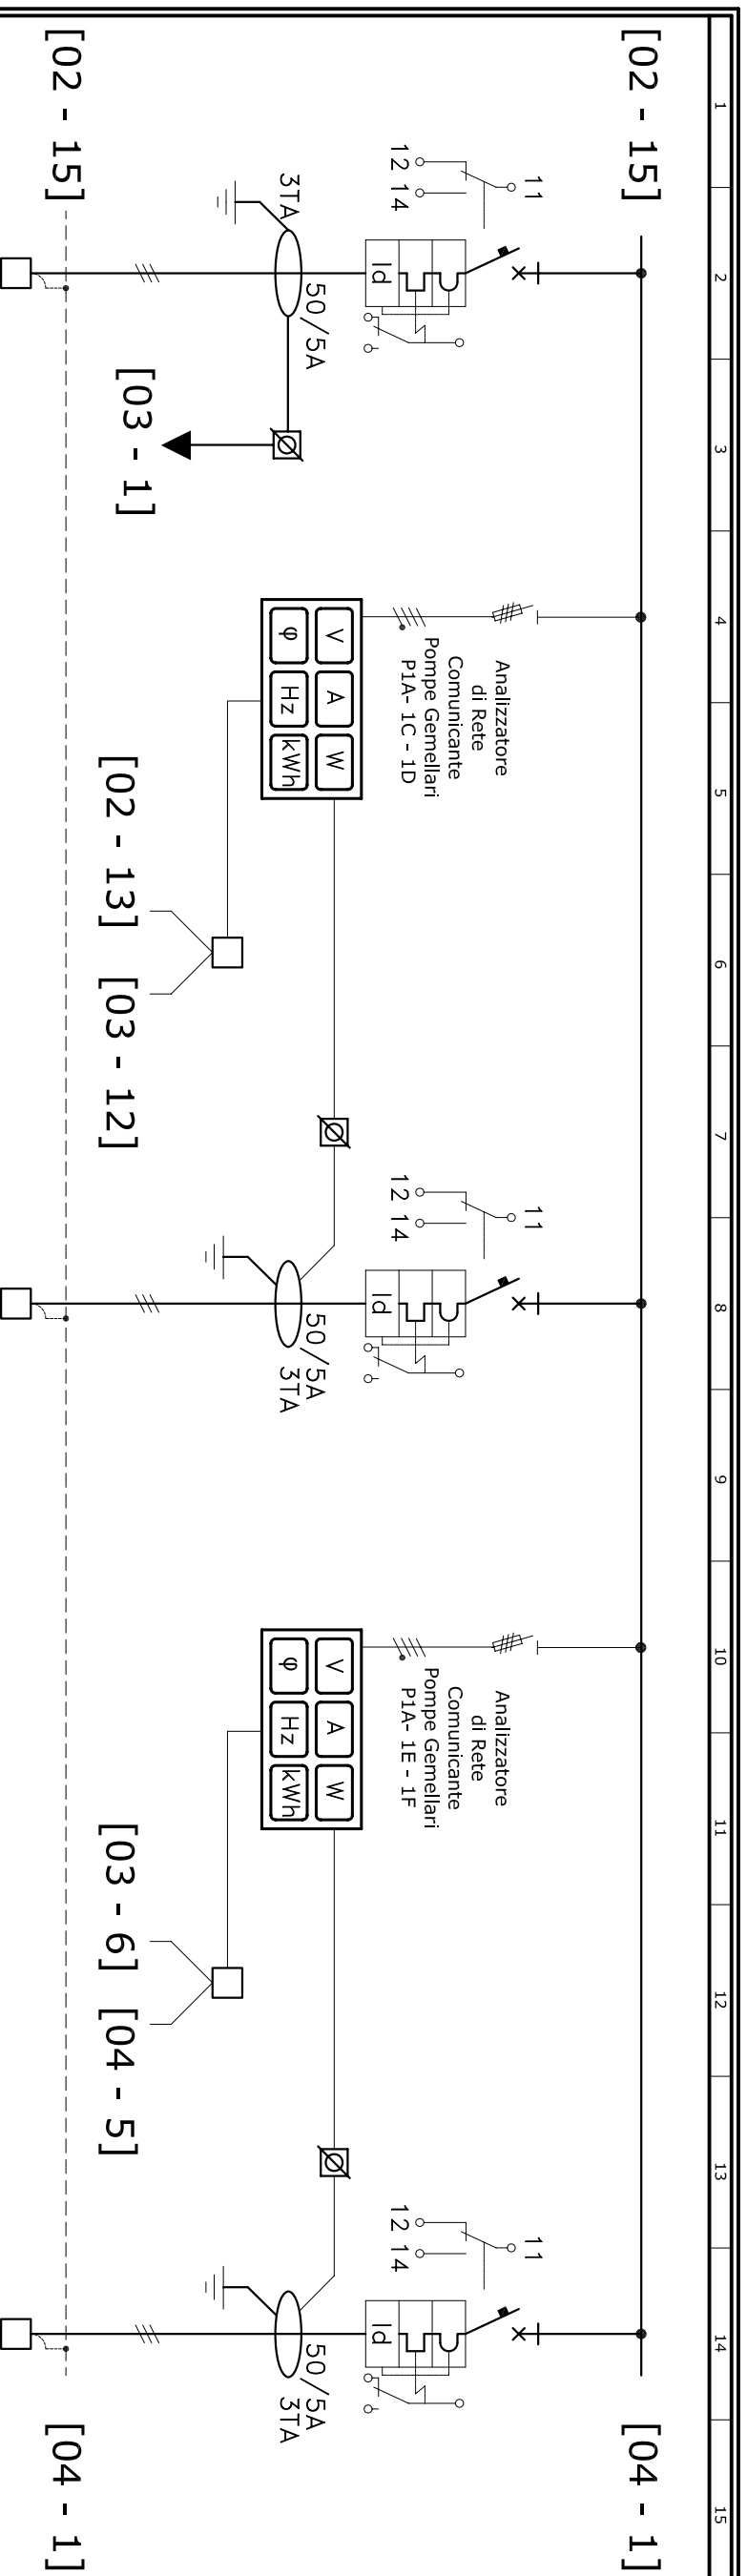 1
2
3
4
5
6
7
8
9
10
11
12
13
14
15
[02 - 15]
[04 - 1]
11
12 14
Id
3TA
50/5A
[03 - 1]
Analizzatore
di Rete
Comunicante
Pompe Gemellari
P1A- 1C - 1D
V A W
φ Hz kWh
[02 - 13] [03 - 12]
11
12 14
Id
50/5A
3TA
Analizzatore
di Rete
Comunicante
Pompe Gemellari
P1A- 1E - 1F
V A W
φ Hz kWh
[03 - 6] [04 - 5]
11
12 14
Id
50/5A
3TA
[02 - 15]
[04 - 1]